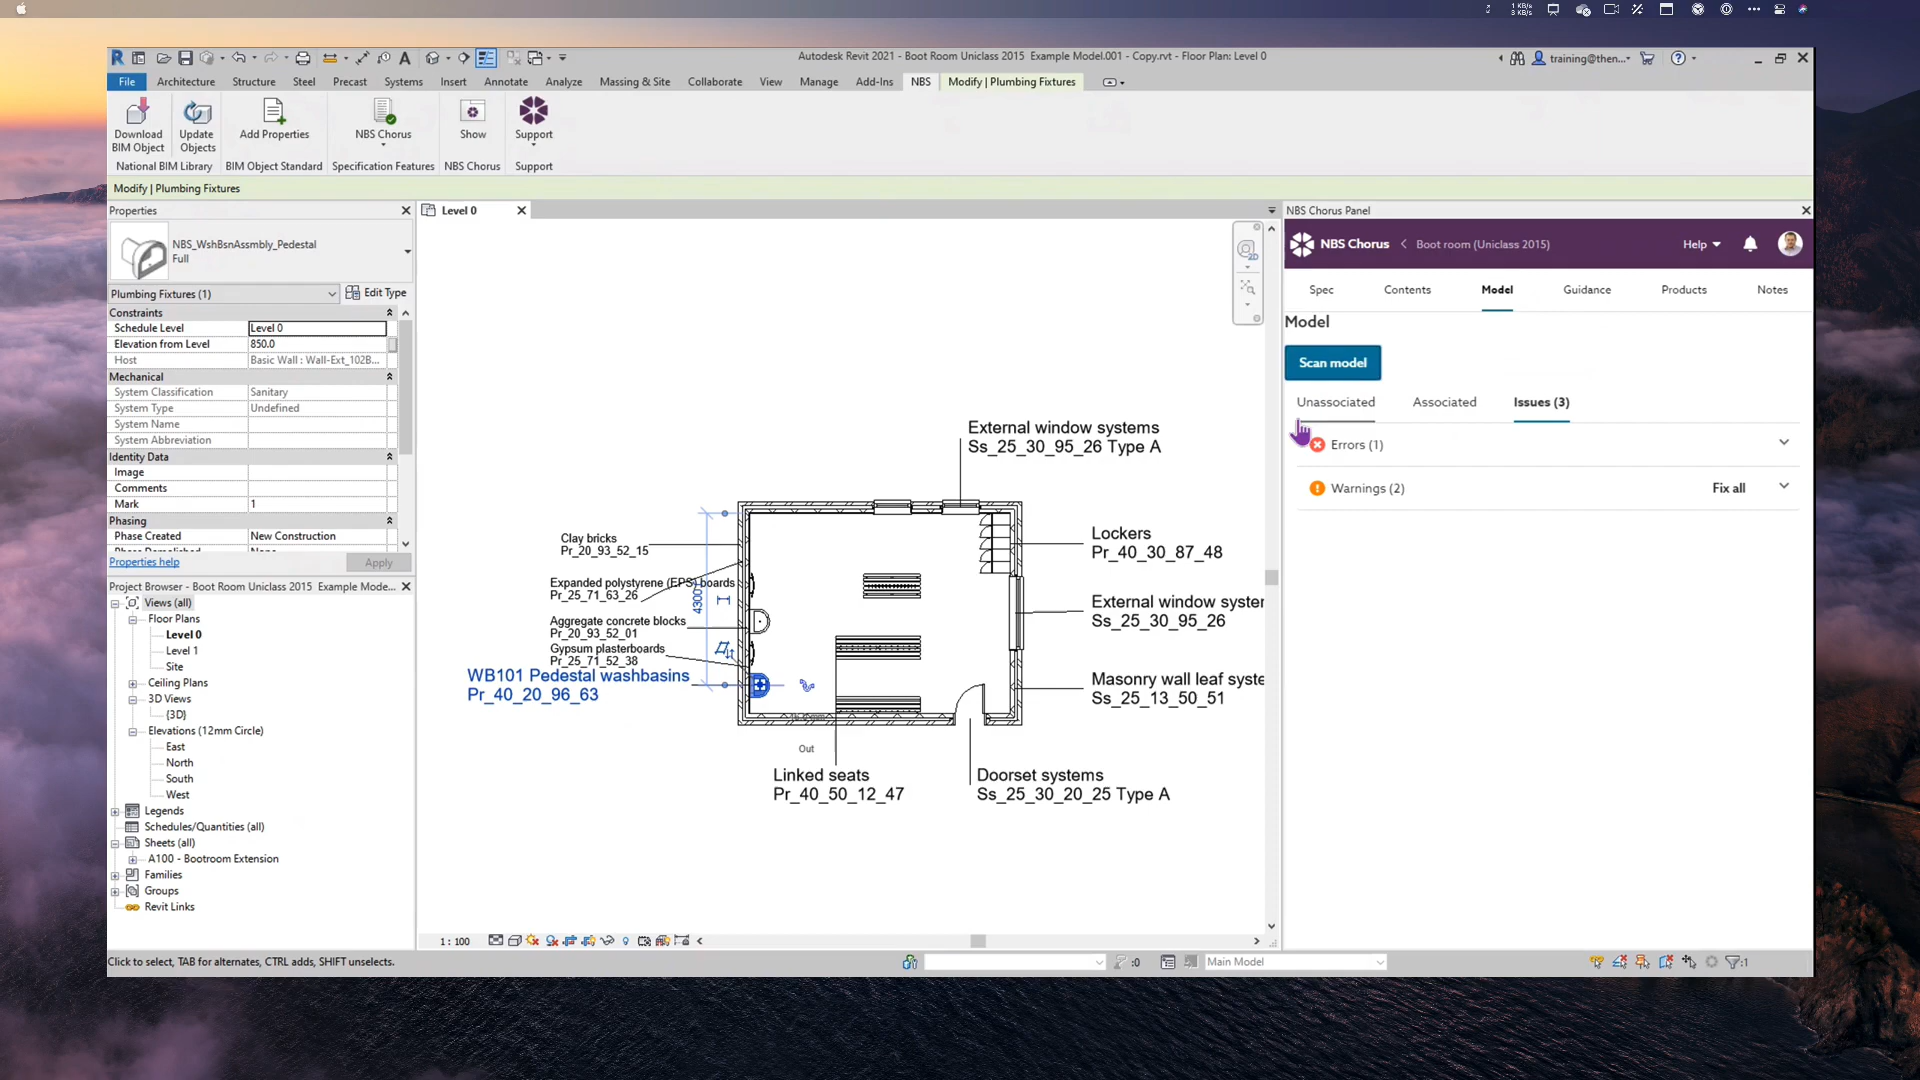 1 KB/s
3 KB/s
Autodesk Revit 2021 - Boot Room Uniclass 2015 Example Model.001 - Copy.rvt - Floor Plan: Level 0
training@then...
File
Architecture
Structure
Steel
Precast
Systems
Insert
Annotate
Analyze
Massing & Site
Collaborate
View
Manage
Add-Ins
NBS
Modify | Plumbing Fixtures
Download
BIM Object
Update
Objects
Add Properties
NBS Chorus
Show
Support
National BIM Library
BIM Object Standard
Specification Features
NBS Chorus
Support
Modify | Plumbing Fixtures
Properties
NBS_WshBsnAssmbly_Pedestal
Full
Plumbing Fixtures (1)
Edit Type
Constraints
Schedule Level
Level 0
Elevation from Level
850.0
Host
Basic Wall : Wall-Ext_102B...
Mechanical
System Classification
Sanitary
System Type
Undefined
System Name
System Abbreviation
Identity Data
Image
Comments
Mark
1
Phasing
Phase Created
New Construction
Properties help
Apply
Project Browser - Boot Room Uniclass 2015 Example Mode...
Views (all)
Floor Plans
Level 0
Level 1
Site
Ceiling Plans
3D Views
{3D}
Elevations (12mm Circle)
East
North
South
West
Legends
Schedules/Quantities (all)
Sheets (all)
A100 - Bootroom Extension
Families
Groups
Revit Links
Level 0
2D
External window systems
Ss_25_30_95_26 Type A
Clay bricks
Pr_20_93_52_15
Expanded polystyrene (EPS) boards
Pr_25_71_63_26
Aggregate concrete blocks
Pr_20_93_52_01
Gypsum plasterboards
Pr_25_71_52_38
WB101 Pedestal washbasins
Pr_40_20_96_63
4300
Lockers
Pr_40_30_87_48
External window syster
Ss_25_30_95_26
Masonry wall leaf syste
Ss_25_13_50_51
Out
Linked seats
Pr_40_50_12_47
Doorset systems
Ss_25_30_20_25 Type A
1 : 100
Click to select, TAB for alternates, CTRL adds, SHIFT unselects.
:0
Main Model
:1
NBS Chorus Panel
NBS Chorus
Boot room (Uniclass 2015)
Help
Spec
Contents
Model
Guidance
Products
Notes
Model
Scan model
Unassociated
Associated
Issues (3)
Errors (1)
Warnings (2)
Fix all